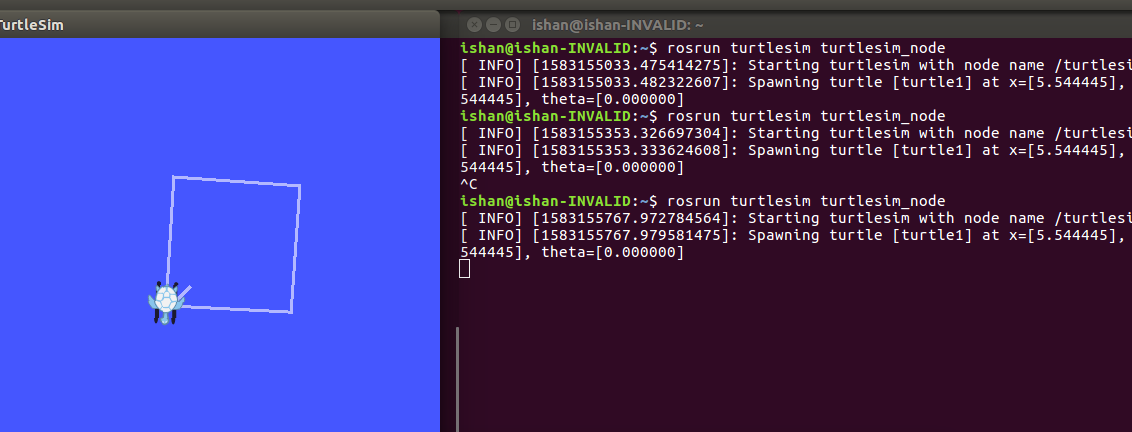 TurtleSim
ishan@ishan-INVALID: ~
ishan@ishan-INVALID:~$ rosrun turtlesim turtlesim_node
[ INFO] [1583155033.475414275]: Starting turtlesim with node name /turtlesi
[ INFO] [1583155033.482322607]: Spawning turtle [turtle1] at x=[5.544445],
544445], theta=[0.000000]
ishan@ishan-INVALID:~$ rosrun turtlesim turtlesim_node
[ INFO] [1583155353.326697304]: Starting turtlesim with node name /turtlesi
[ INFO] [1583155353.333624608]: Spawning turtle [turtle1] at x=[5.544445],
544445], theta=[0.000000]
^C
ishan@ishan-INVALID:~$ rosrun turtlesim turtlesim_node
[ INFO] [1583155767.972784564]: Starting turtlesim with node name /turtlesi
[ INFO] [1583155767.979581475]: Spawning turtle [turtle1] at x=[5.544445],
544445], theta=[0.000000]